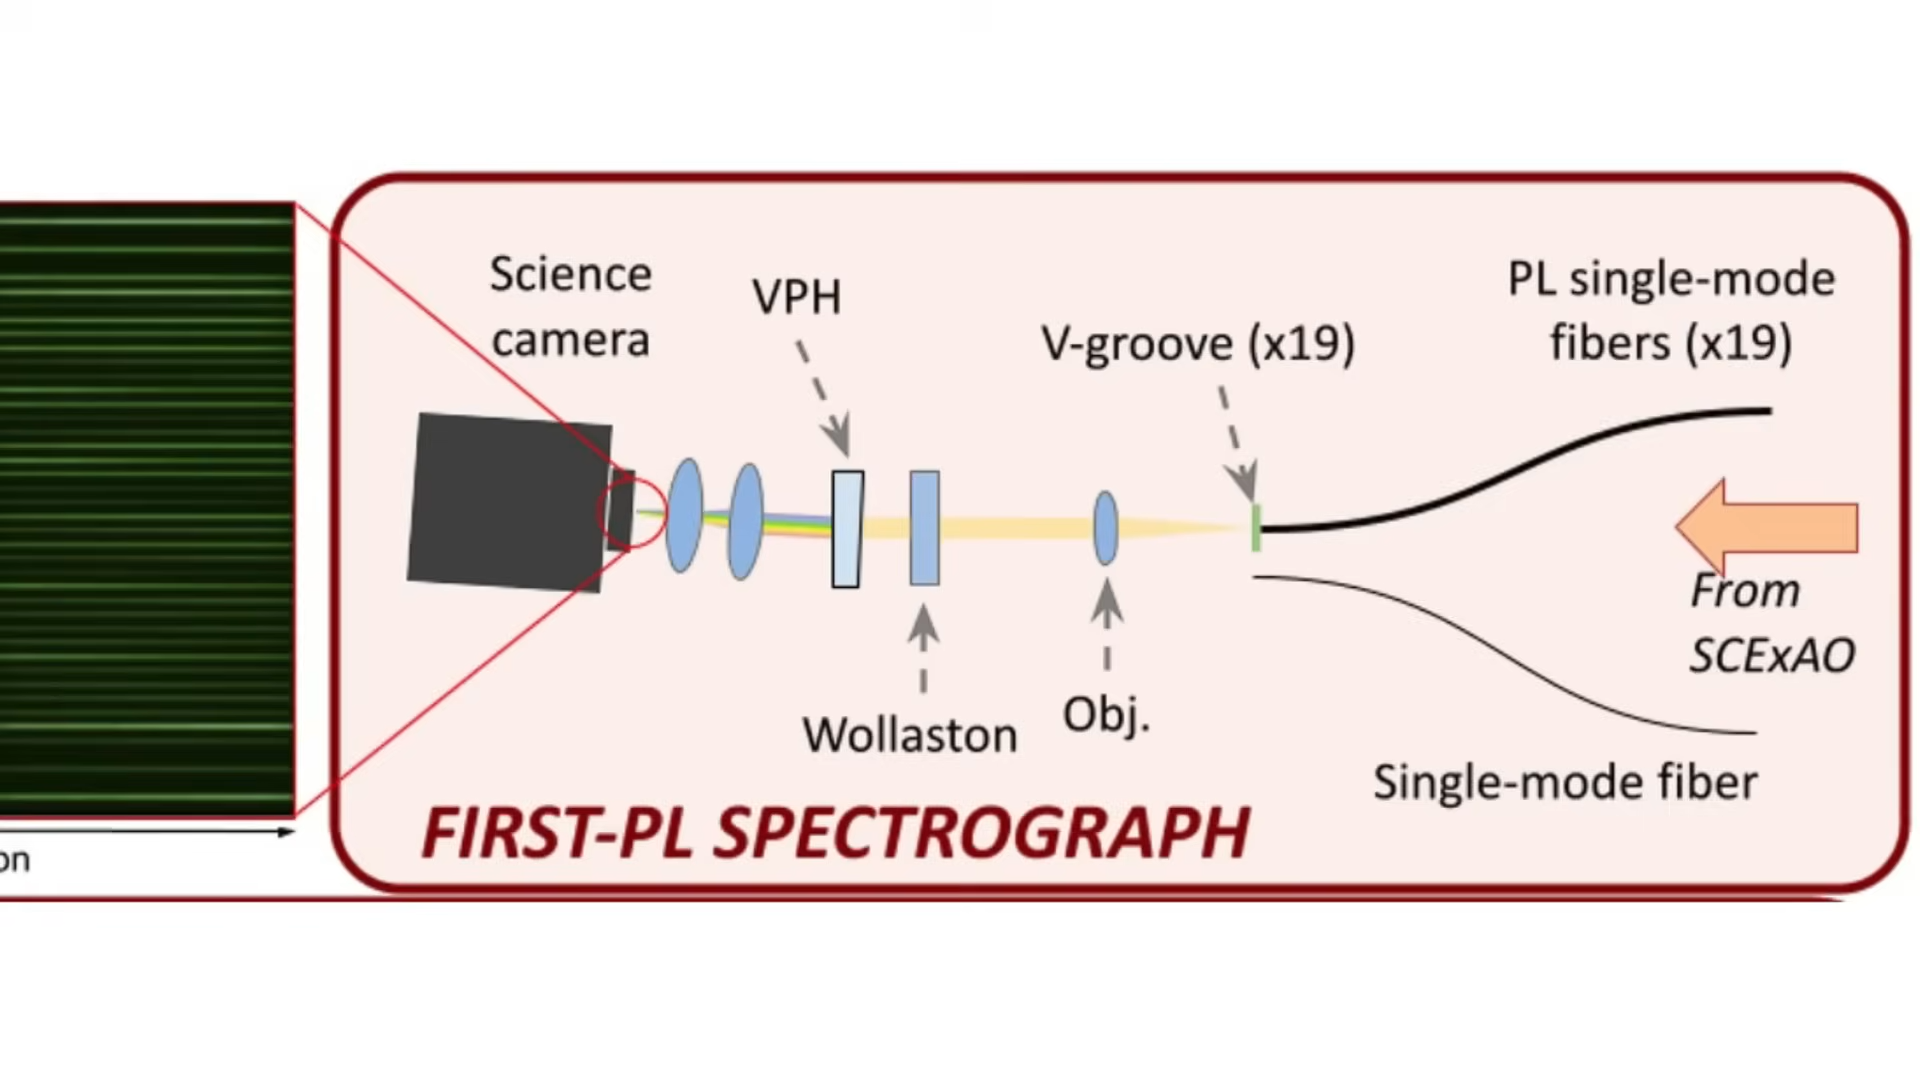 Science
camera
VPH
V-groove (x19)
PL single-mode
fibers (x19)
From
SCExAO
Wollaston
Obj.
Single-mode fiber
FIRST-PL SPECTROGRAPH
on